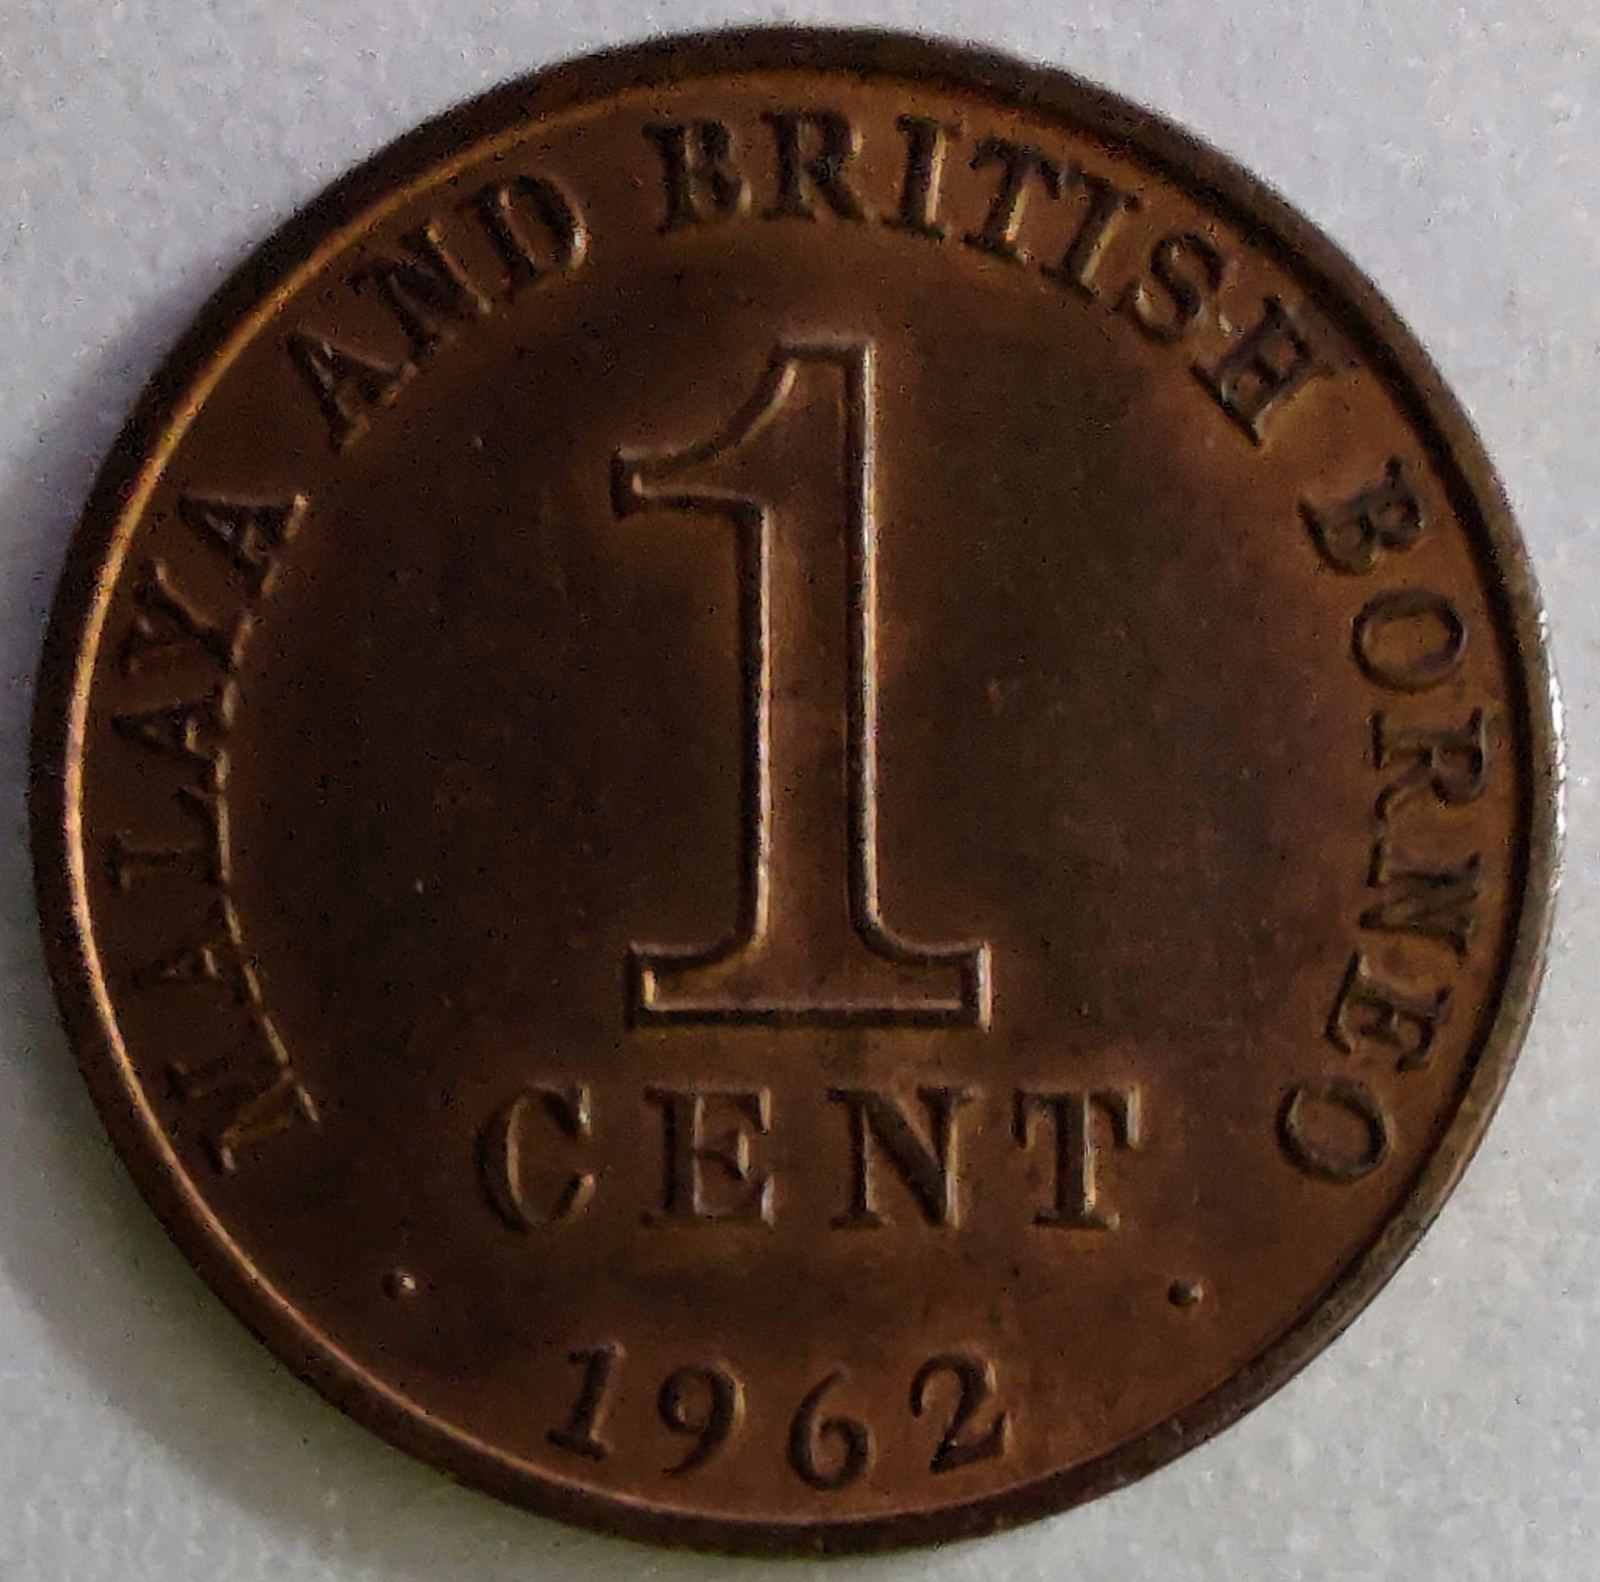 MALAYA AND BRITISH BORNEO
1
CENT
1962